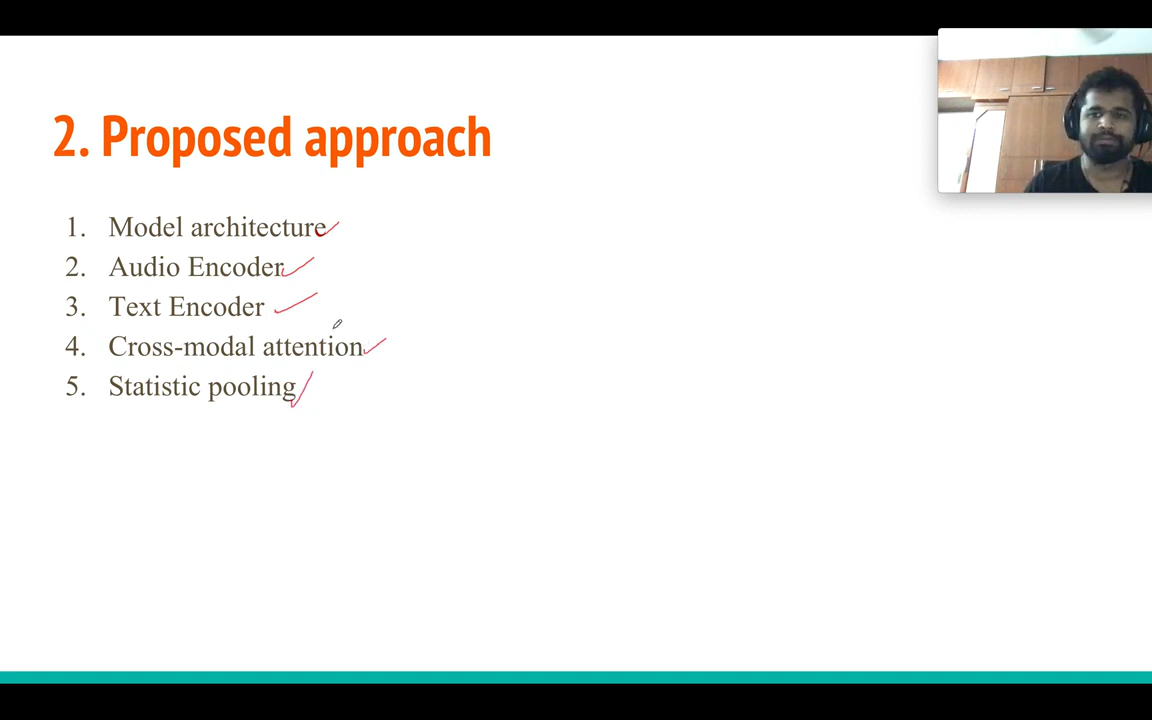 2. Proposed approach
1. Model architecture
2. Audio Encoder
3. Text Encoder
4. Cross-modal attention
5. Statistic pooling